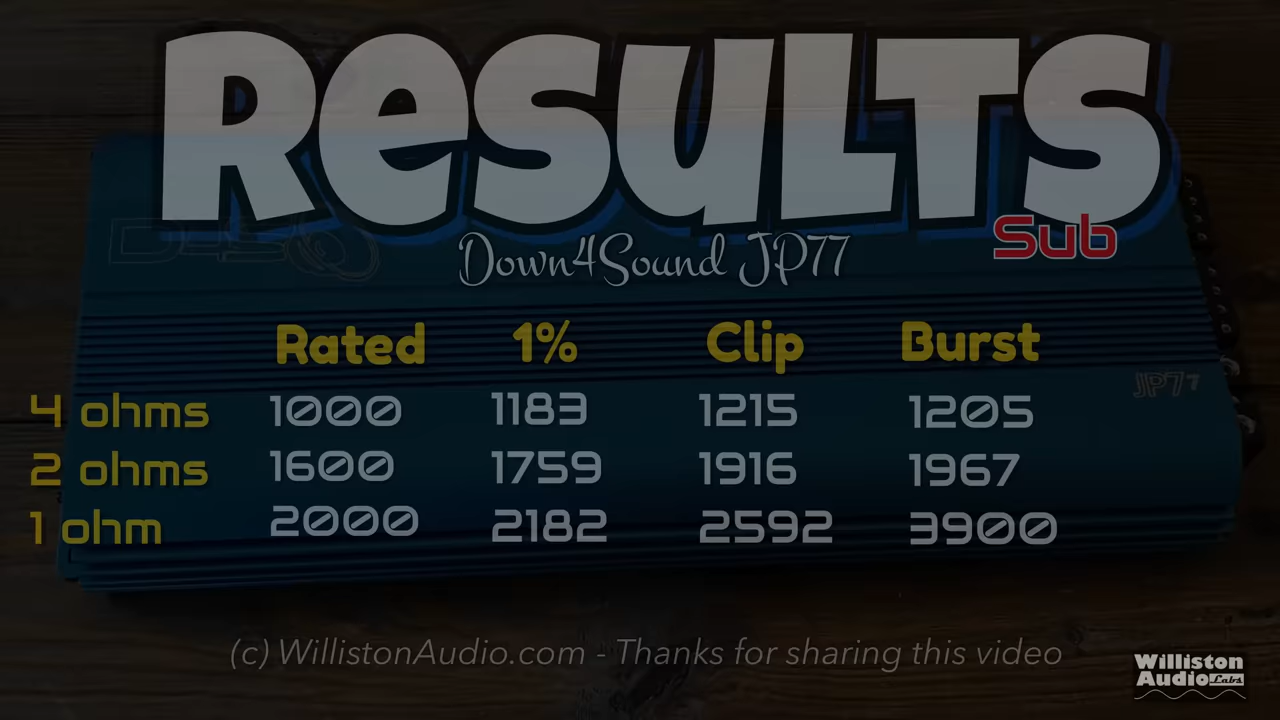 Results
Sub
Down4Sound JP77
Rated 1% Clip Burst
4 ohms 1000 1183 1215 1205
2 ohms 1600 1759 1916 1967
1 ohm 2000 2182 2592 3900
JP77
(c) WillistonAudio.com - Thanks for sharing this video
Williston
Audio Labs